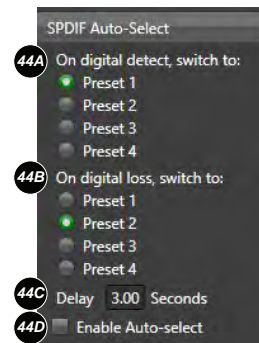 SPDIF Auto-Select
44A On digital detect, switch to:
Preset 1
Preset 2
Preset 3
Preset 4
44B On digital loss, switch to:
Preset 1
Preset 2
Preset 3
Preset 4
44C Delay 3.00 Seconds
44D Enable Auto-select